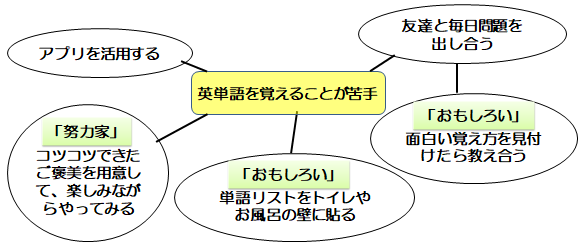 アプリを活用する
友達と毎日問題を
出し合う
英単語を覚えることが苦手
「努力家」
コツコツできた
ご褒美を用意し
て、楽しみなが
らやってみる
「おもしろい」
単語リストをトイレや
お風呂の壁に貼る
「おもしろい」
面白い覚え方を見付
けたら教え合う